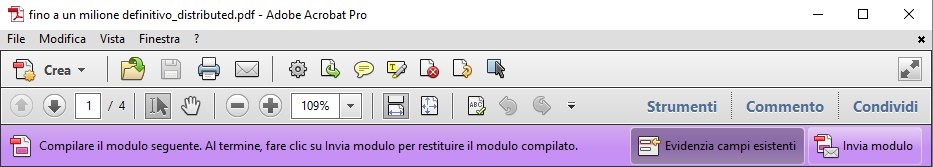 fino a un milione definitivo_distributed.pdf - Adobe Acrobat Pro
File Modifica Vista Finestra ?
Crea
1 / 4 109% ABC Strumenti Commento Condividi
Compilare il modulo seguente. Al termine, fare clic su Invia modulo per restituire il modulo compilato. Evidenzia campi esistenti Invia modulo